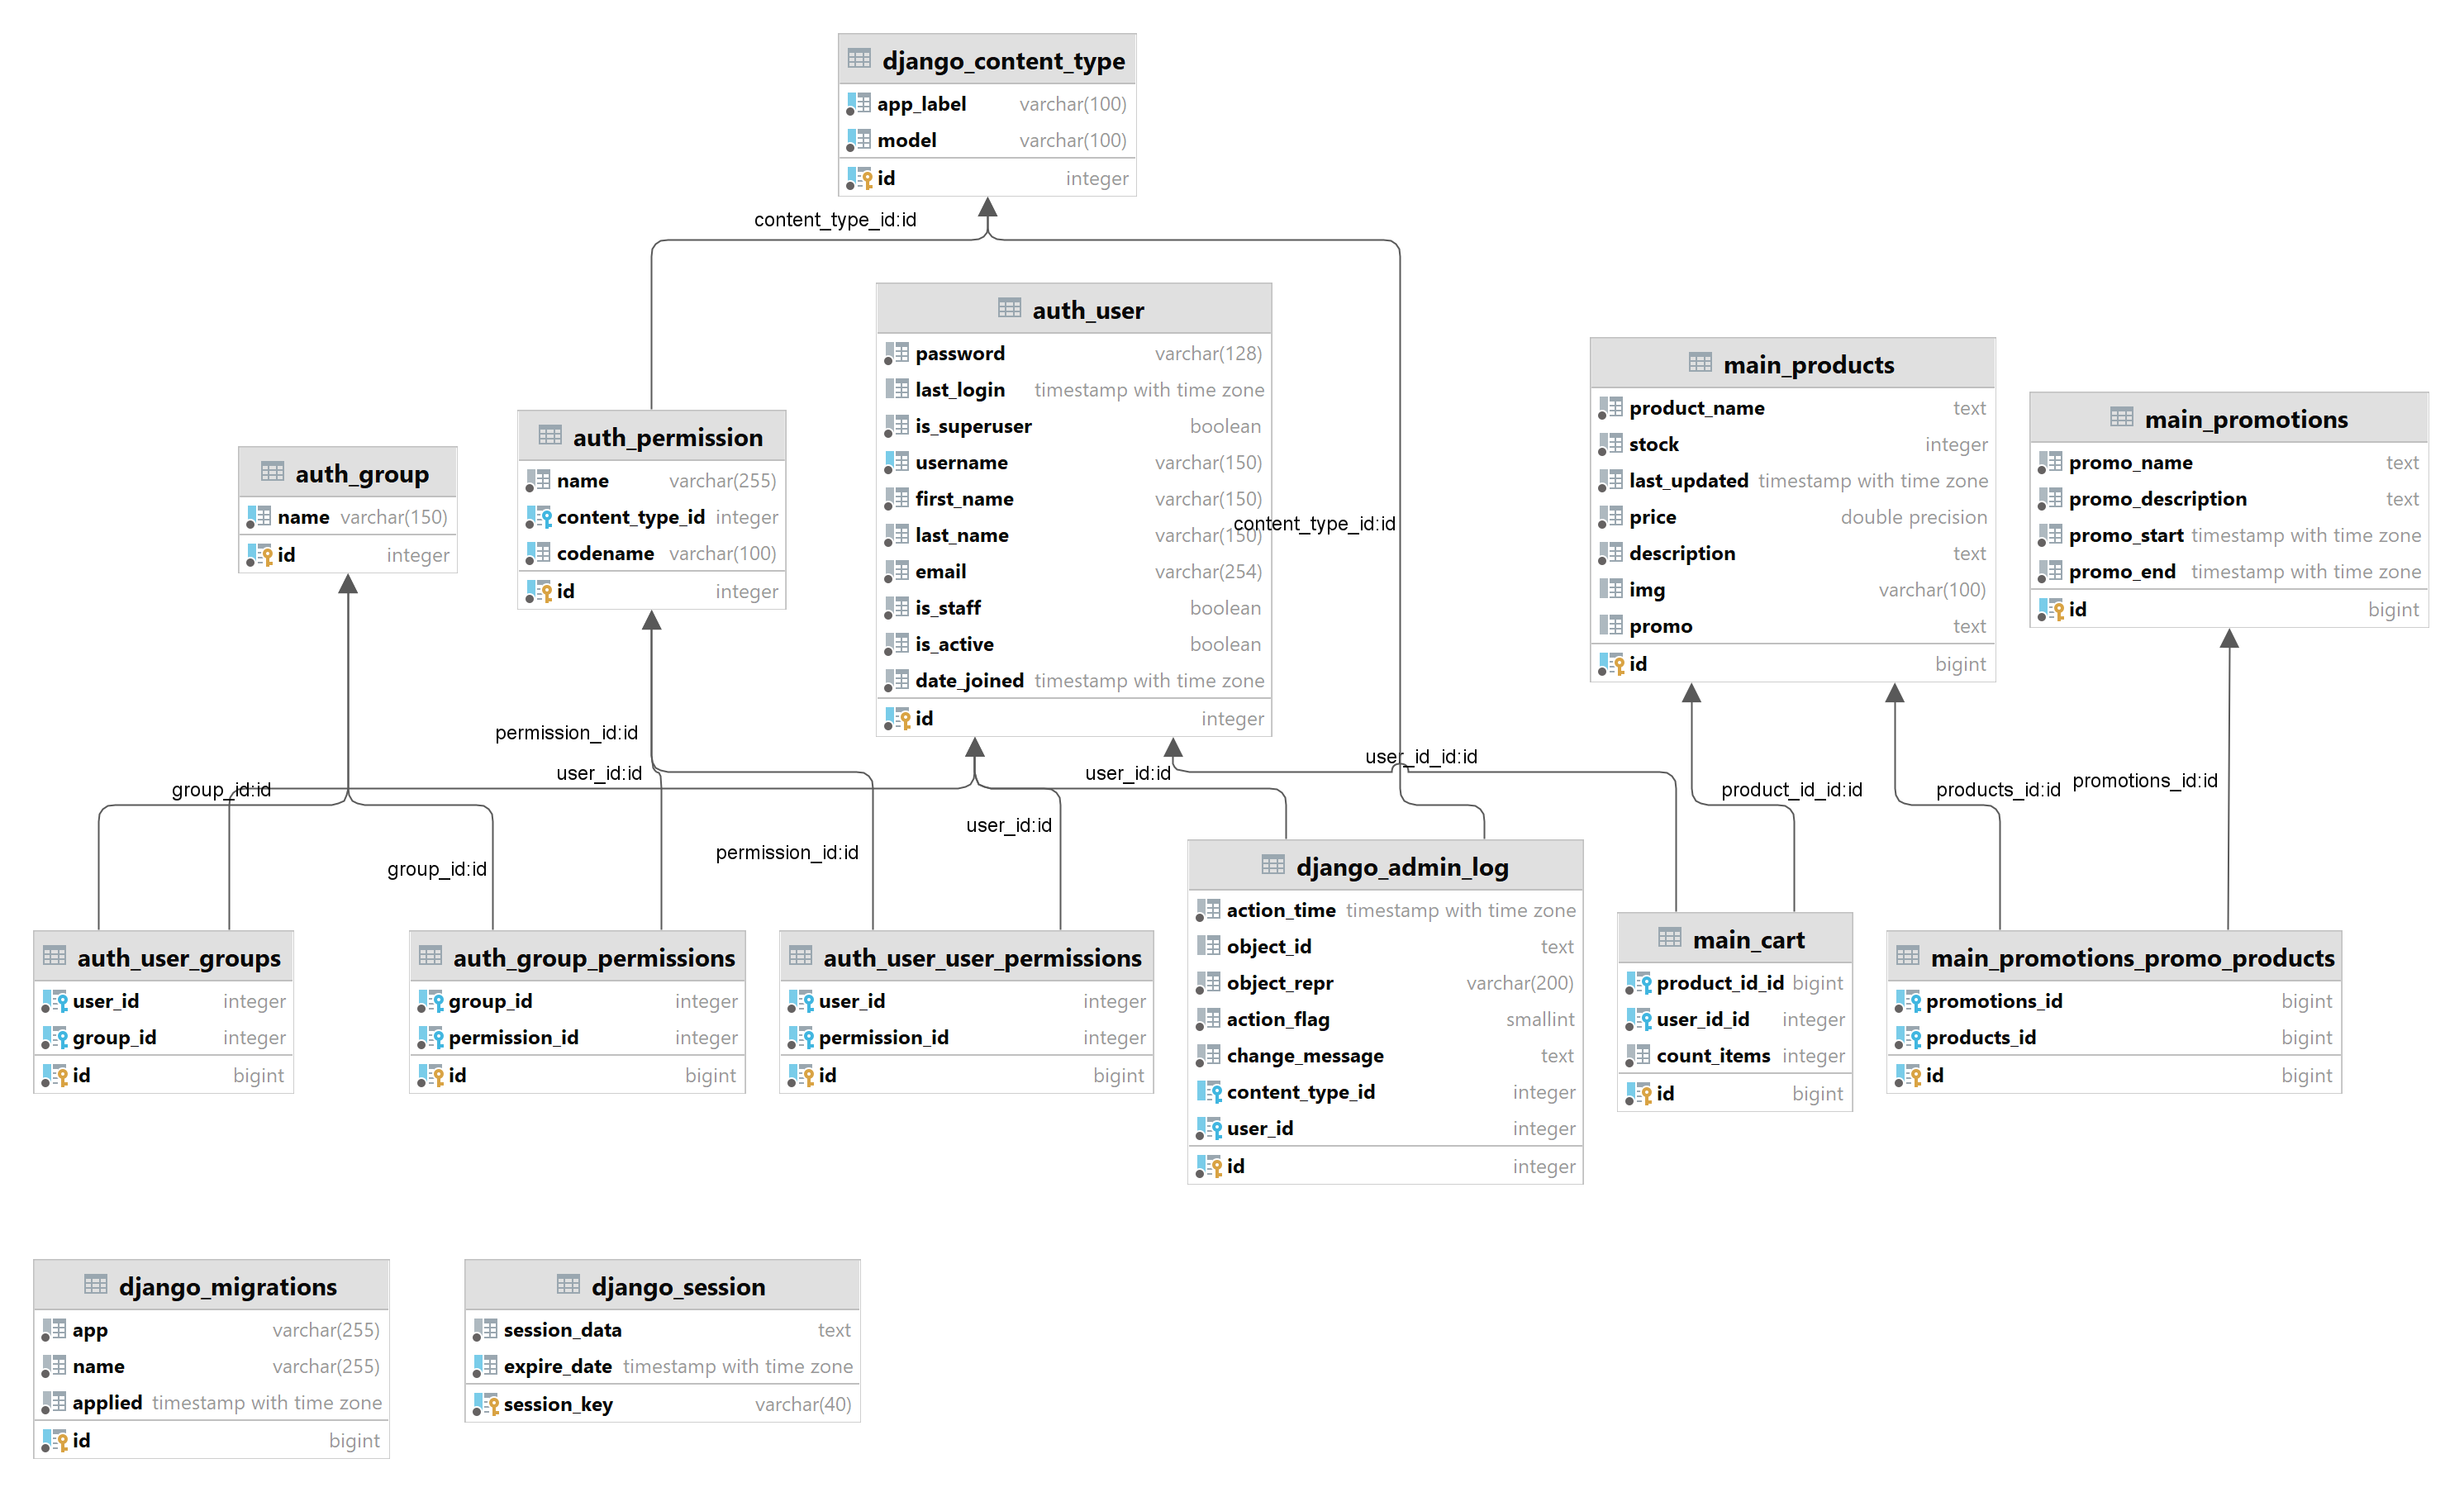 django_content_type
app_label varchar(100)
model varchar(100)
id integer
content_type_id:id
auth_user
password varchar(128)
last_login timestamp with time zone
is_superuser boolean
username varchar(150)
first_name varchar(150)
last_name varchar(150)
email varchar(254)
is_staff boolean
is_active boolean
date_joined timestamp with time zone
id integer
content_type_id:id
main_products
product_name text
stock integer
last_updated timestamp with time zone
price double precision
description text
img varchar(100)
promo text
id bigint
main_promotions
promo_name text
promo_description text
promo_start timestamp with time zone
promo_end timestamp with time zone
id bigint
auth_permission
name varchar(255)
content_type_id integer
codename varchar(100)
id integer
auth_group
name varchar(150)
id integer
permission_id:id
user_id:id
user_id:id
user_id_id:id
group_id:id
product_id_id:id
products_id:id
promotions_id:id
user_id:id
permission_id:id
group_id:id
auth_user_groups
user_id integer
group_id integer
id bigint
auth_group_permissions
group_id integer
permission_id integer
id bigint
auth_user_user_permissions
user_id integer
permission_id integer
id bigint
django_admin_log
action_time timestamp with time zone
object_id text
object_repr varchar(200)
action_flag smallint
change_message text
content_type_id integer
user_id integer
id integer
main_cart
product_id_id bigint
user_id_id integer
count_items integer
id bigint
main_promotions_promo_products
promotions_id bigint
products_id bigint
id bigint
django_migrations
app varchar(255)
name varchar(255)
applied timestamp with time zone
id bigint
django_session
session_data text
expire_date timestamp with time zone
session_key varchar(40)